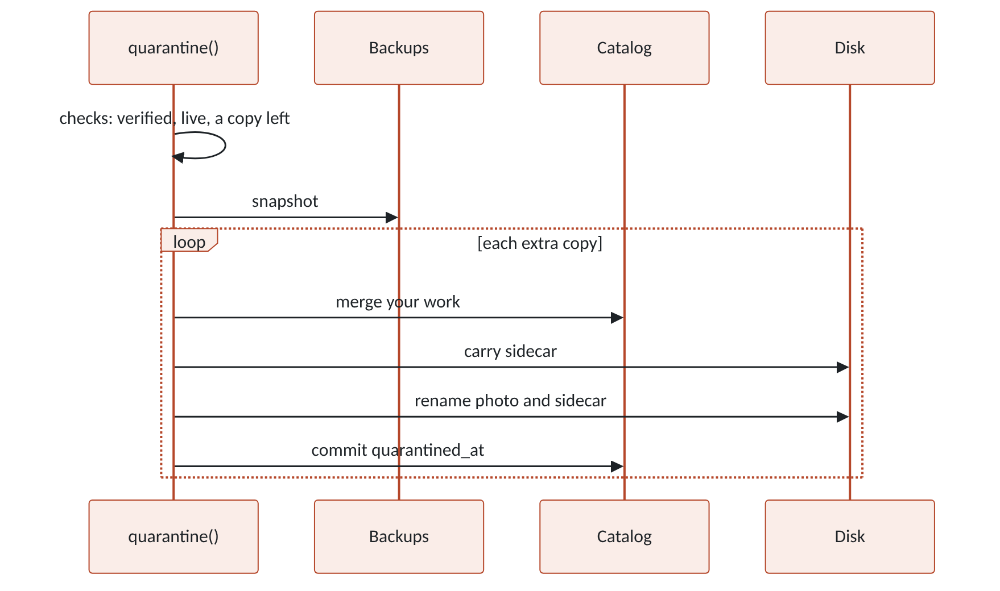 quarantine()
Backups
Catalog
Disk
checks: verified, live, a copy left
snapshot
loop
[each extra copy]
merge your work
carry sidecar
rename photo and sidecar
commit quarantined_at
quarantine()
Backups
Catalog
Disk